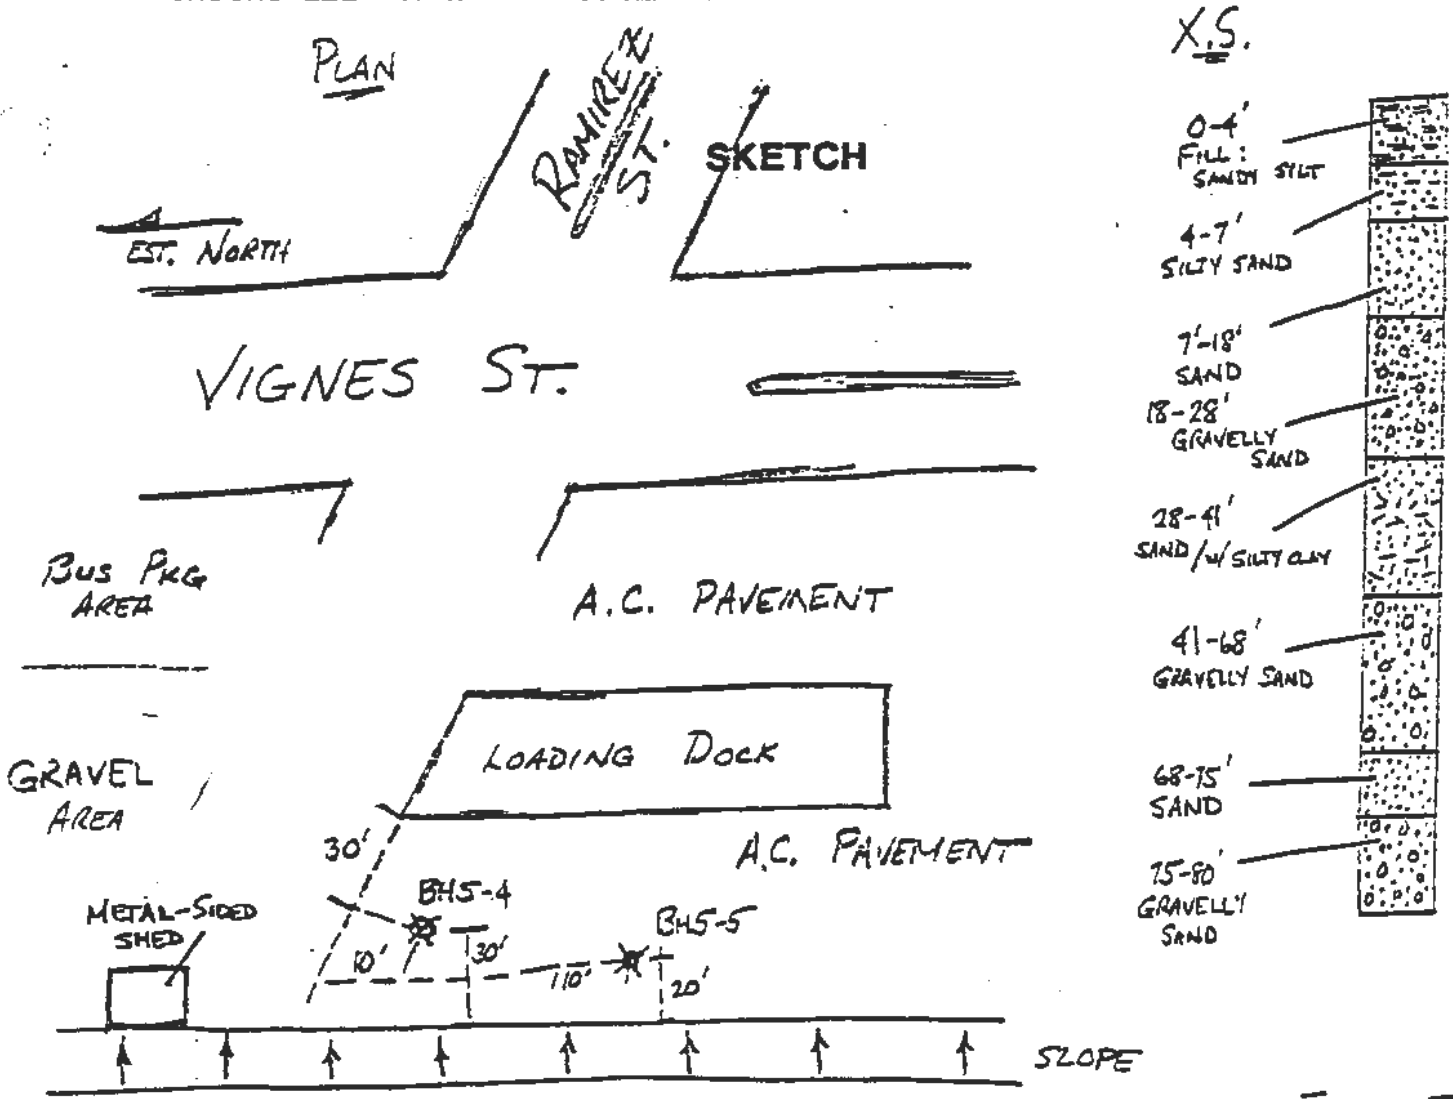 PLAN
RAMIREZ
ST.
SKETCH
EST. NORTH
VIGNES ST.
BUS PKG
AREA
A.C. PAVEMENT
LOADING DOCK
GRAVEL
AREA
30'
A.C. PAVEMENT
BH5-4
METAL-SIDED
SHED
BH5-5
10'
30'
110'
20'
SLOPE
X.S.
0-4'
FILL:
SANDY SILT
4-7'
SILTY SAND
7'-18'
SAND
18-28'
GRAVELLY
SAND
28-41'
SAND/W/ SILTY CLAY
41-68'
GRAVELLY SAND
68-75'
SAND
75-80'
GRAVELLY
SAND